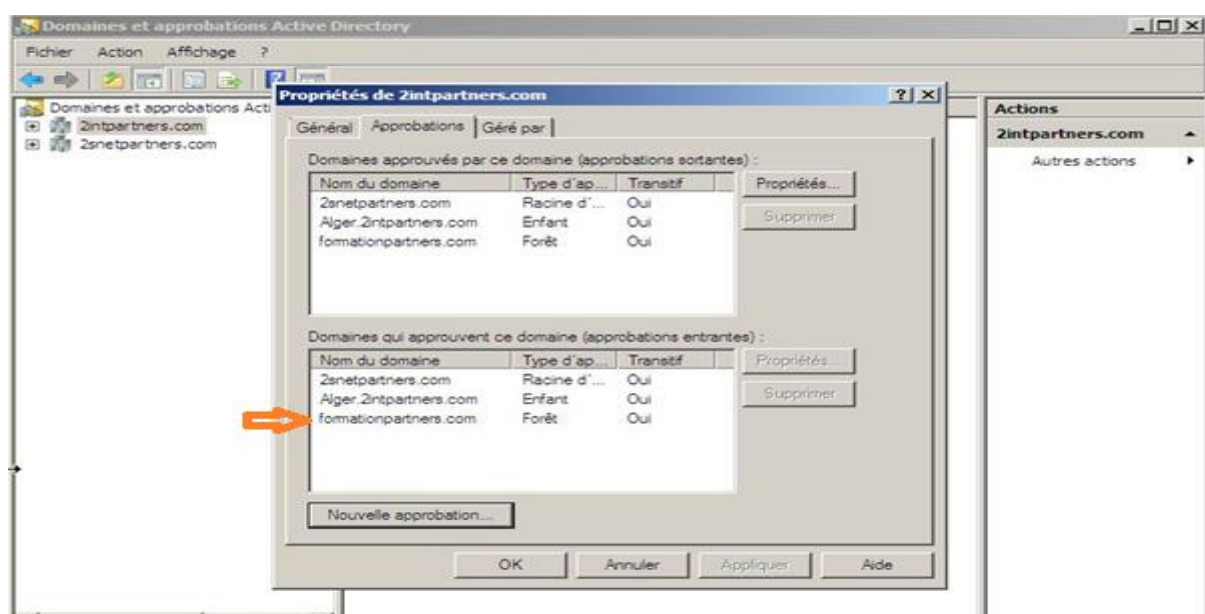 Domaines et approbations Active Directory
Fichier Action Affichage ?
Domaines et approbations Acti
2intpartners.com
2snetpartners.com
Propriétés de 2intpartners.com
Général Approbations Géré par
Domaines approuvés par ce domaine (approbations sortantes) :
Nom du domaine Type d'ap... Transitif
2snetpartners.com Racine d'... Oui
Alger.2intpartners.com Enfant Oui
formationpartners.com Forêt Oui
Propriétés...
Supprimer
Domaines qui approuvent ce domaine (approbations entrantes) :
Nom du domaine Type d'ap... Transitif
2snetpartners.com Racine d'... Oui
Alger.2intpartners.com Enfant Oui
formationpartners.com Forêt Oui
Propriétés...
Supprimer
Nouvelle approbation...
OK Annuler Appliquer Aide
Actions
2intpartners.com
Autres actions